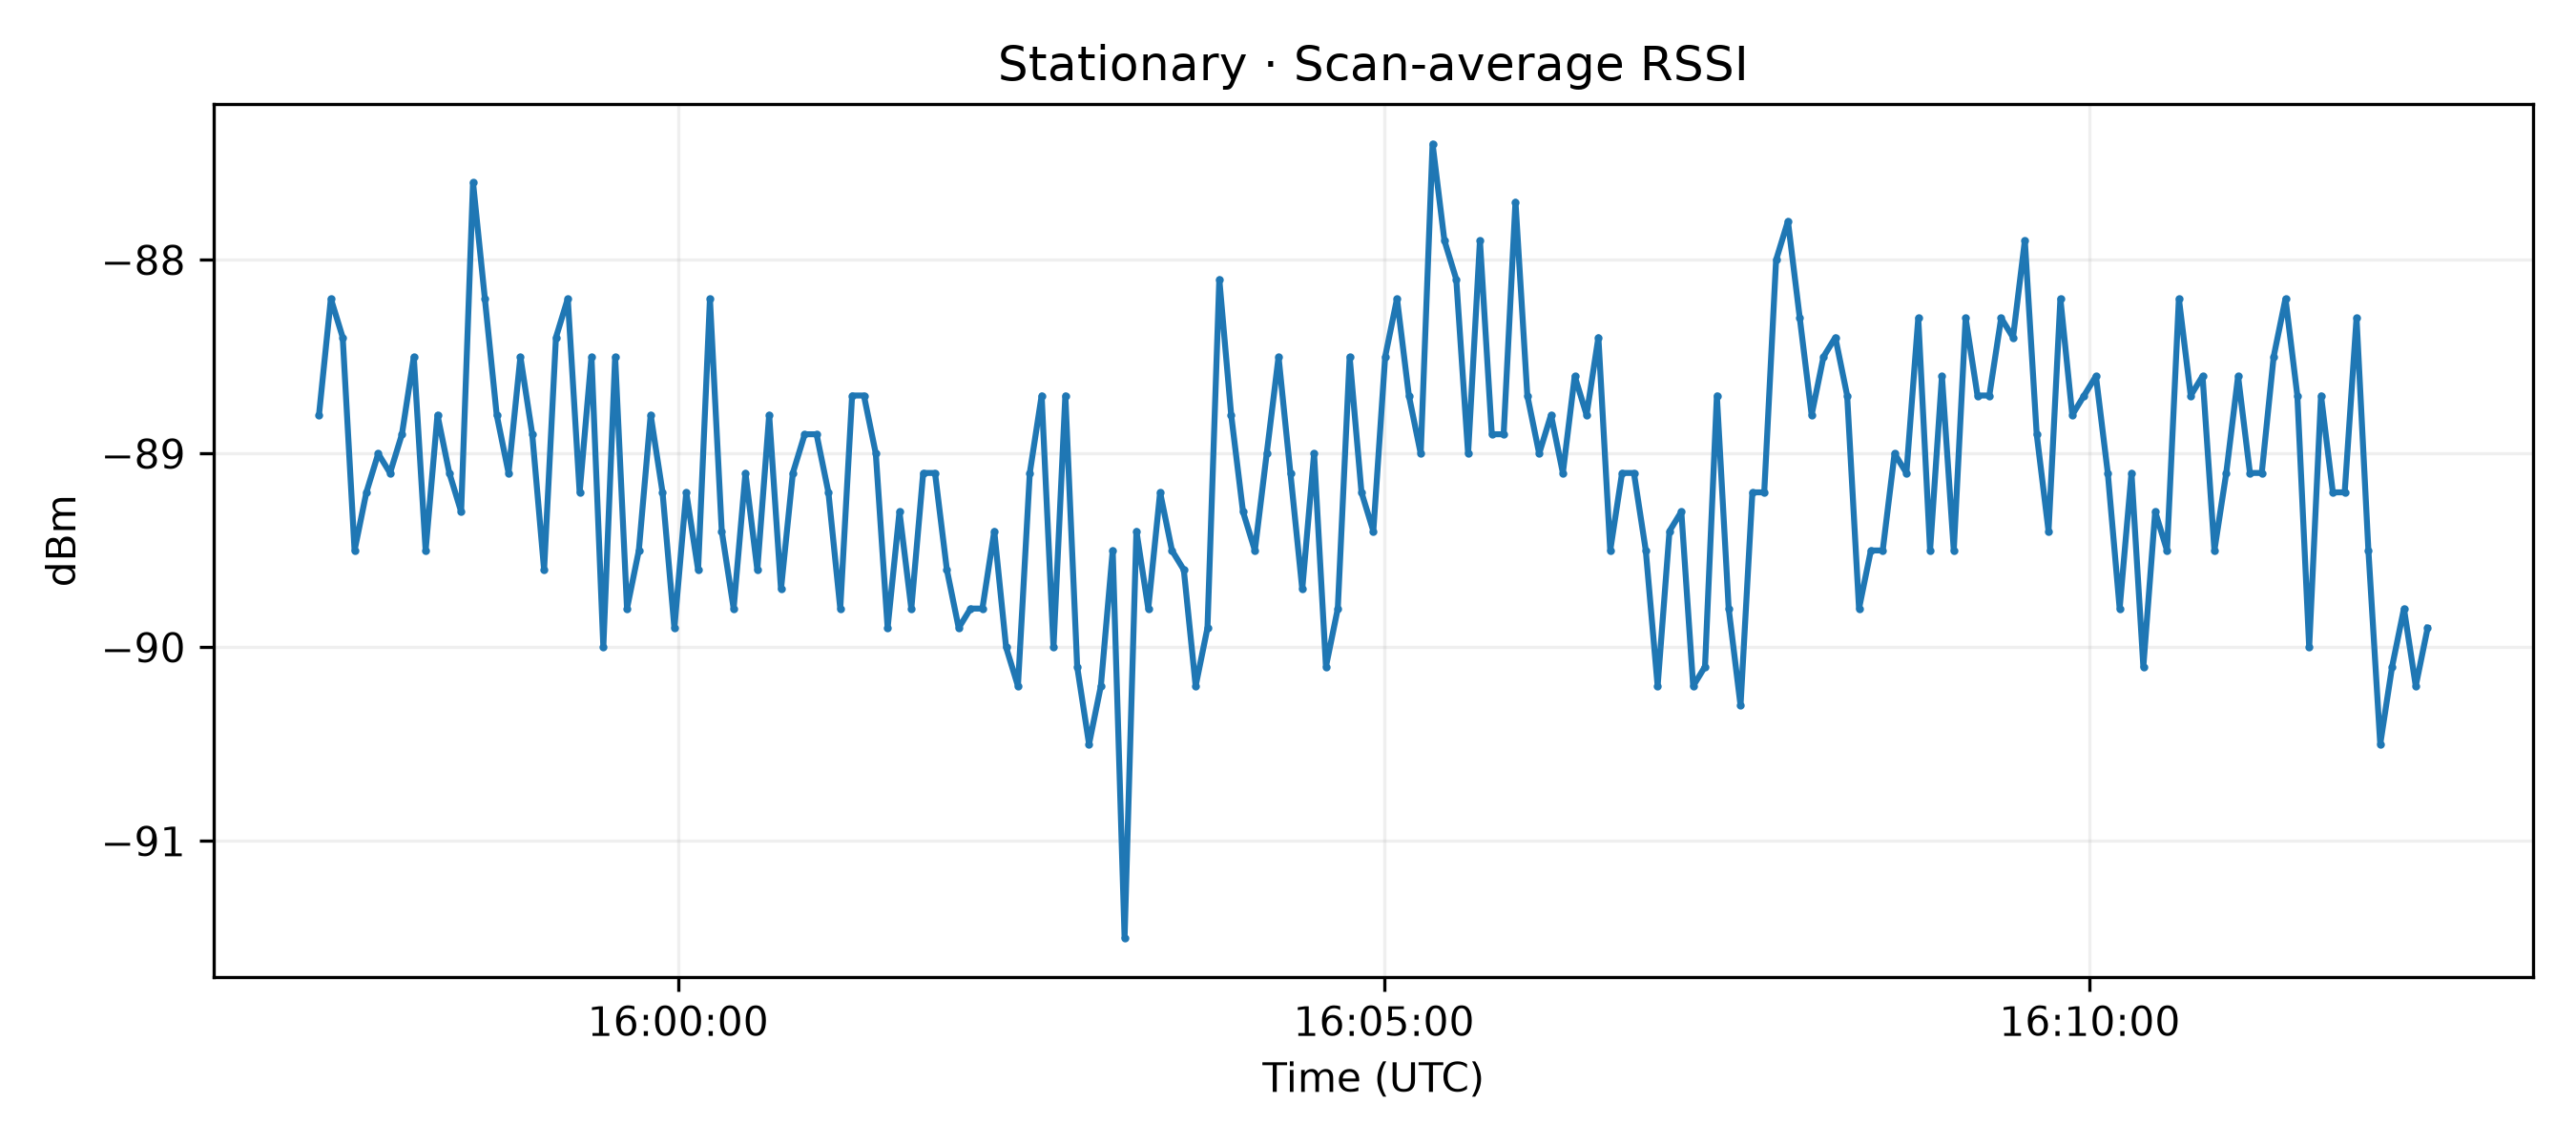 Stationary · Scan-average RSSI
dBm
−88
−89
−90
−91
16:00:00
16:05:00
16:10:00
Time (UTC)